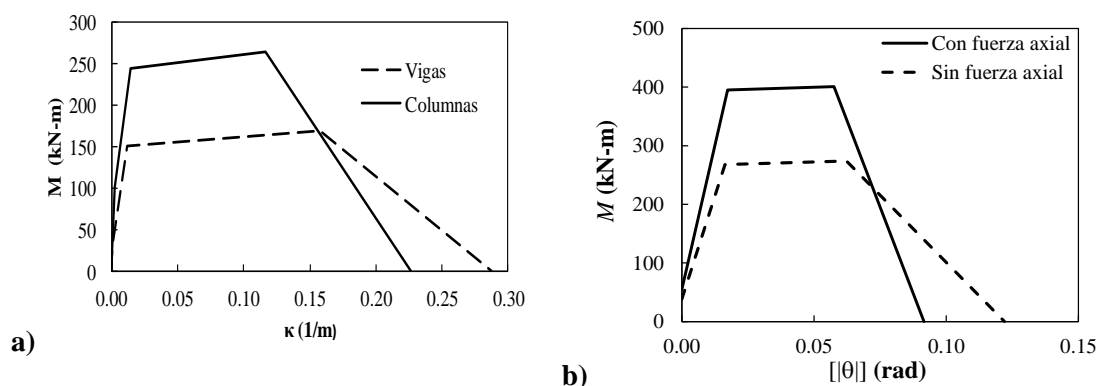 300
250
200
150
100
50
0
M (kN-m)
Vigas
Columnas
0.00 0.05 0.10 0.15 0.20 0.25 0.30
κ (1/m)
a)
500
400
300
200
100
0
M (kN-m)
Con fuerza axial
Sin fuerza axial
0.00 0.05 0.10 0.15
[|θ|] (rad)
b)